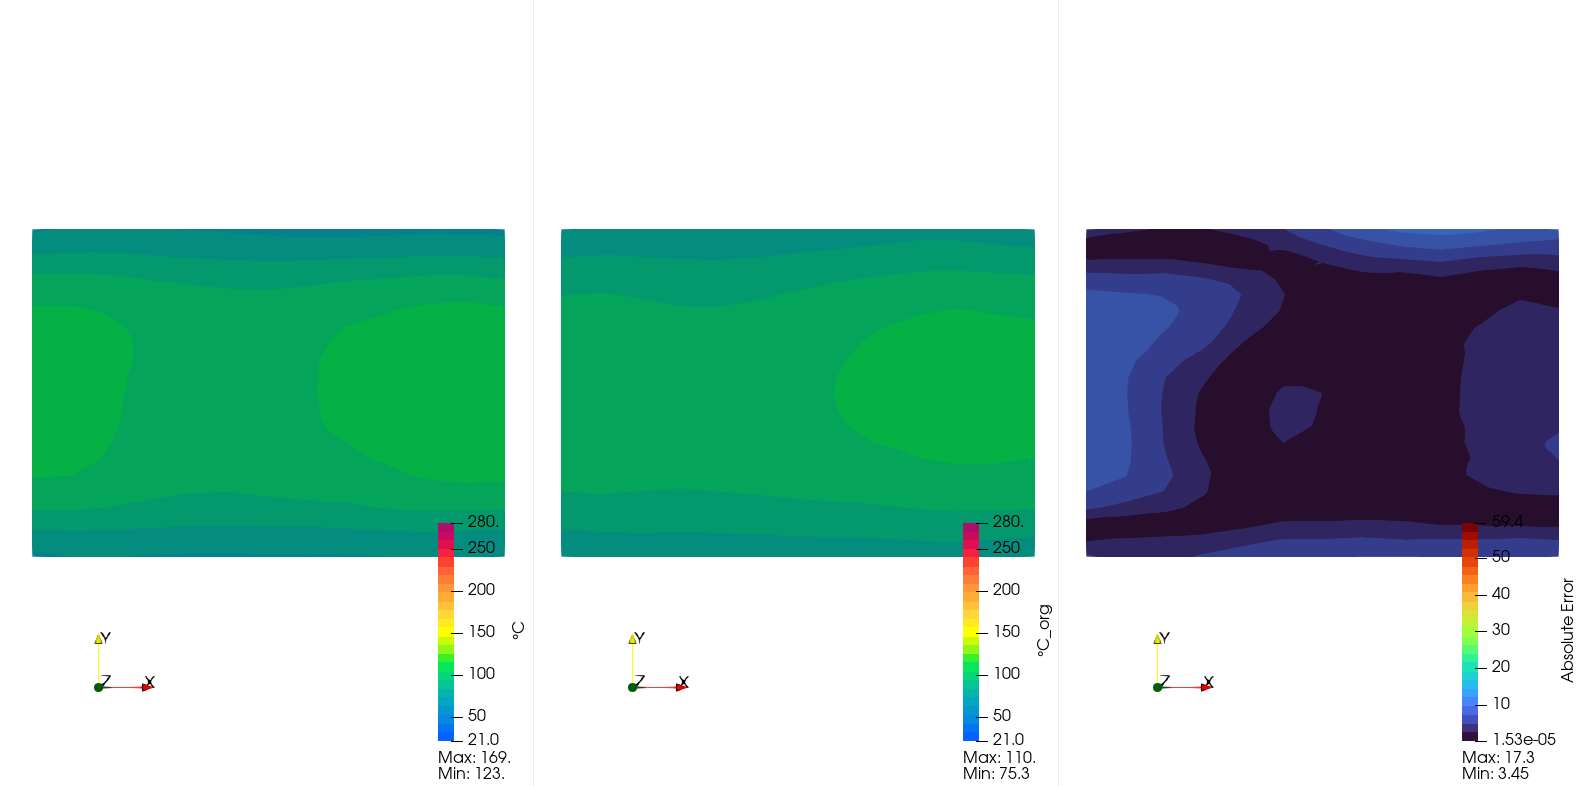 280.
250
200
150
100
50
21.0
°C
Max: 169.
Min: 123.
Y
Z
X
280.
250
200
150
100
50
21.0
°C_org
Max: 110.
Min: 75.3
Y
Z
X
59.4
50
40
30
20
10
1.53e-05
Absolute Error
Max: 17.3
Min: 3.45
Y
Z
X